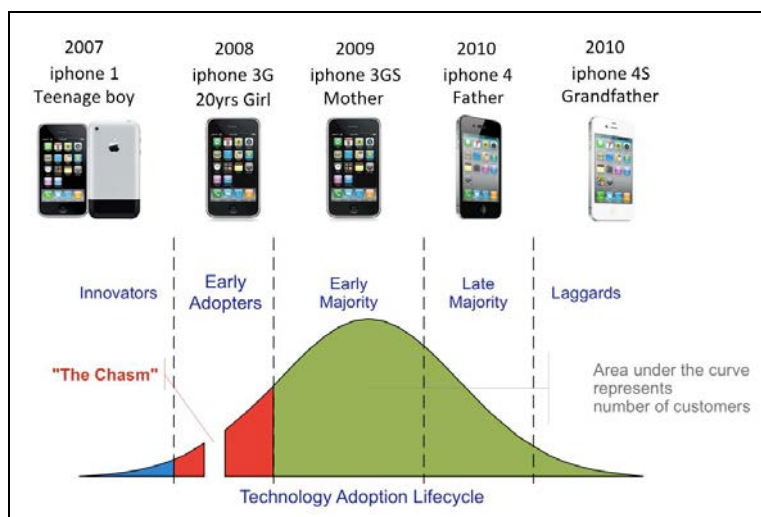 2007
iphone 1
Teenage boy
2008
iphone 3G
20yrs Girl
2009
iphone 3GS
Mother
2010
iphone 4
Father
2010
iphone 4S
Grandfather
Innovators
Early
Adopters
Early
Majority
Late
Majority
Laggards
"The Chasm"
Area under the curve
represents
number of customers
Technology Adoption Lifecycle